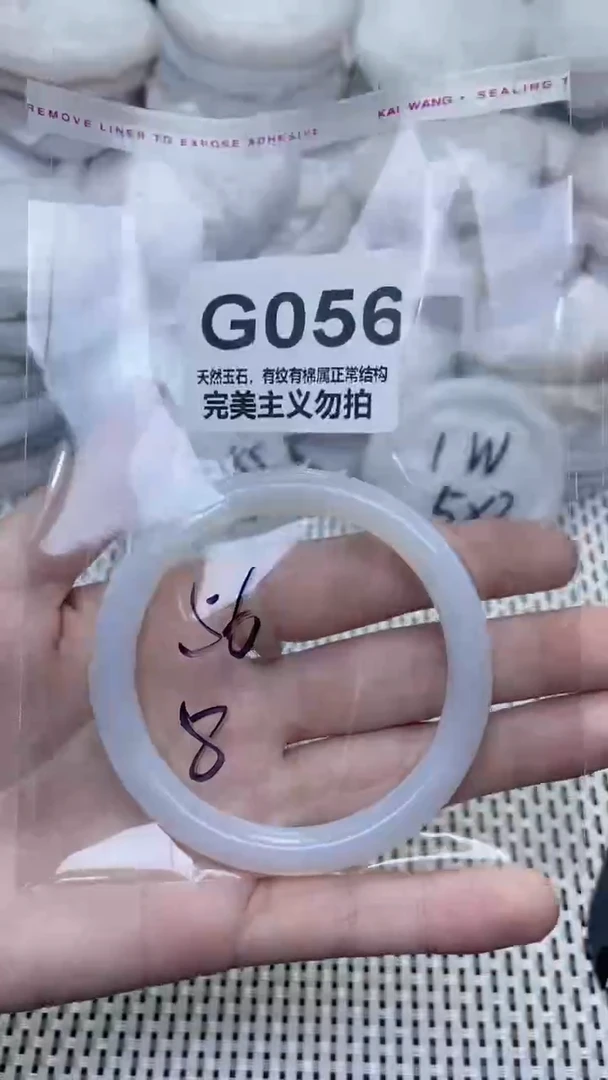 REMOVE LINER TO EXPOSE ADHESIVE
KAI WANG • SEALING T
G056
天然玉石，有纹有棉属正常结构
完美主义勿拍
1W
5x2
56
8